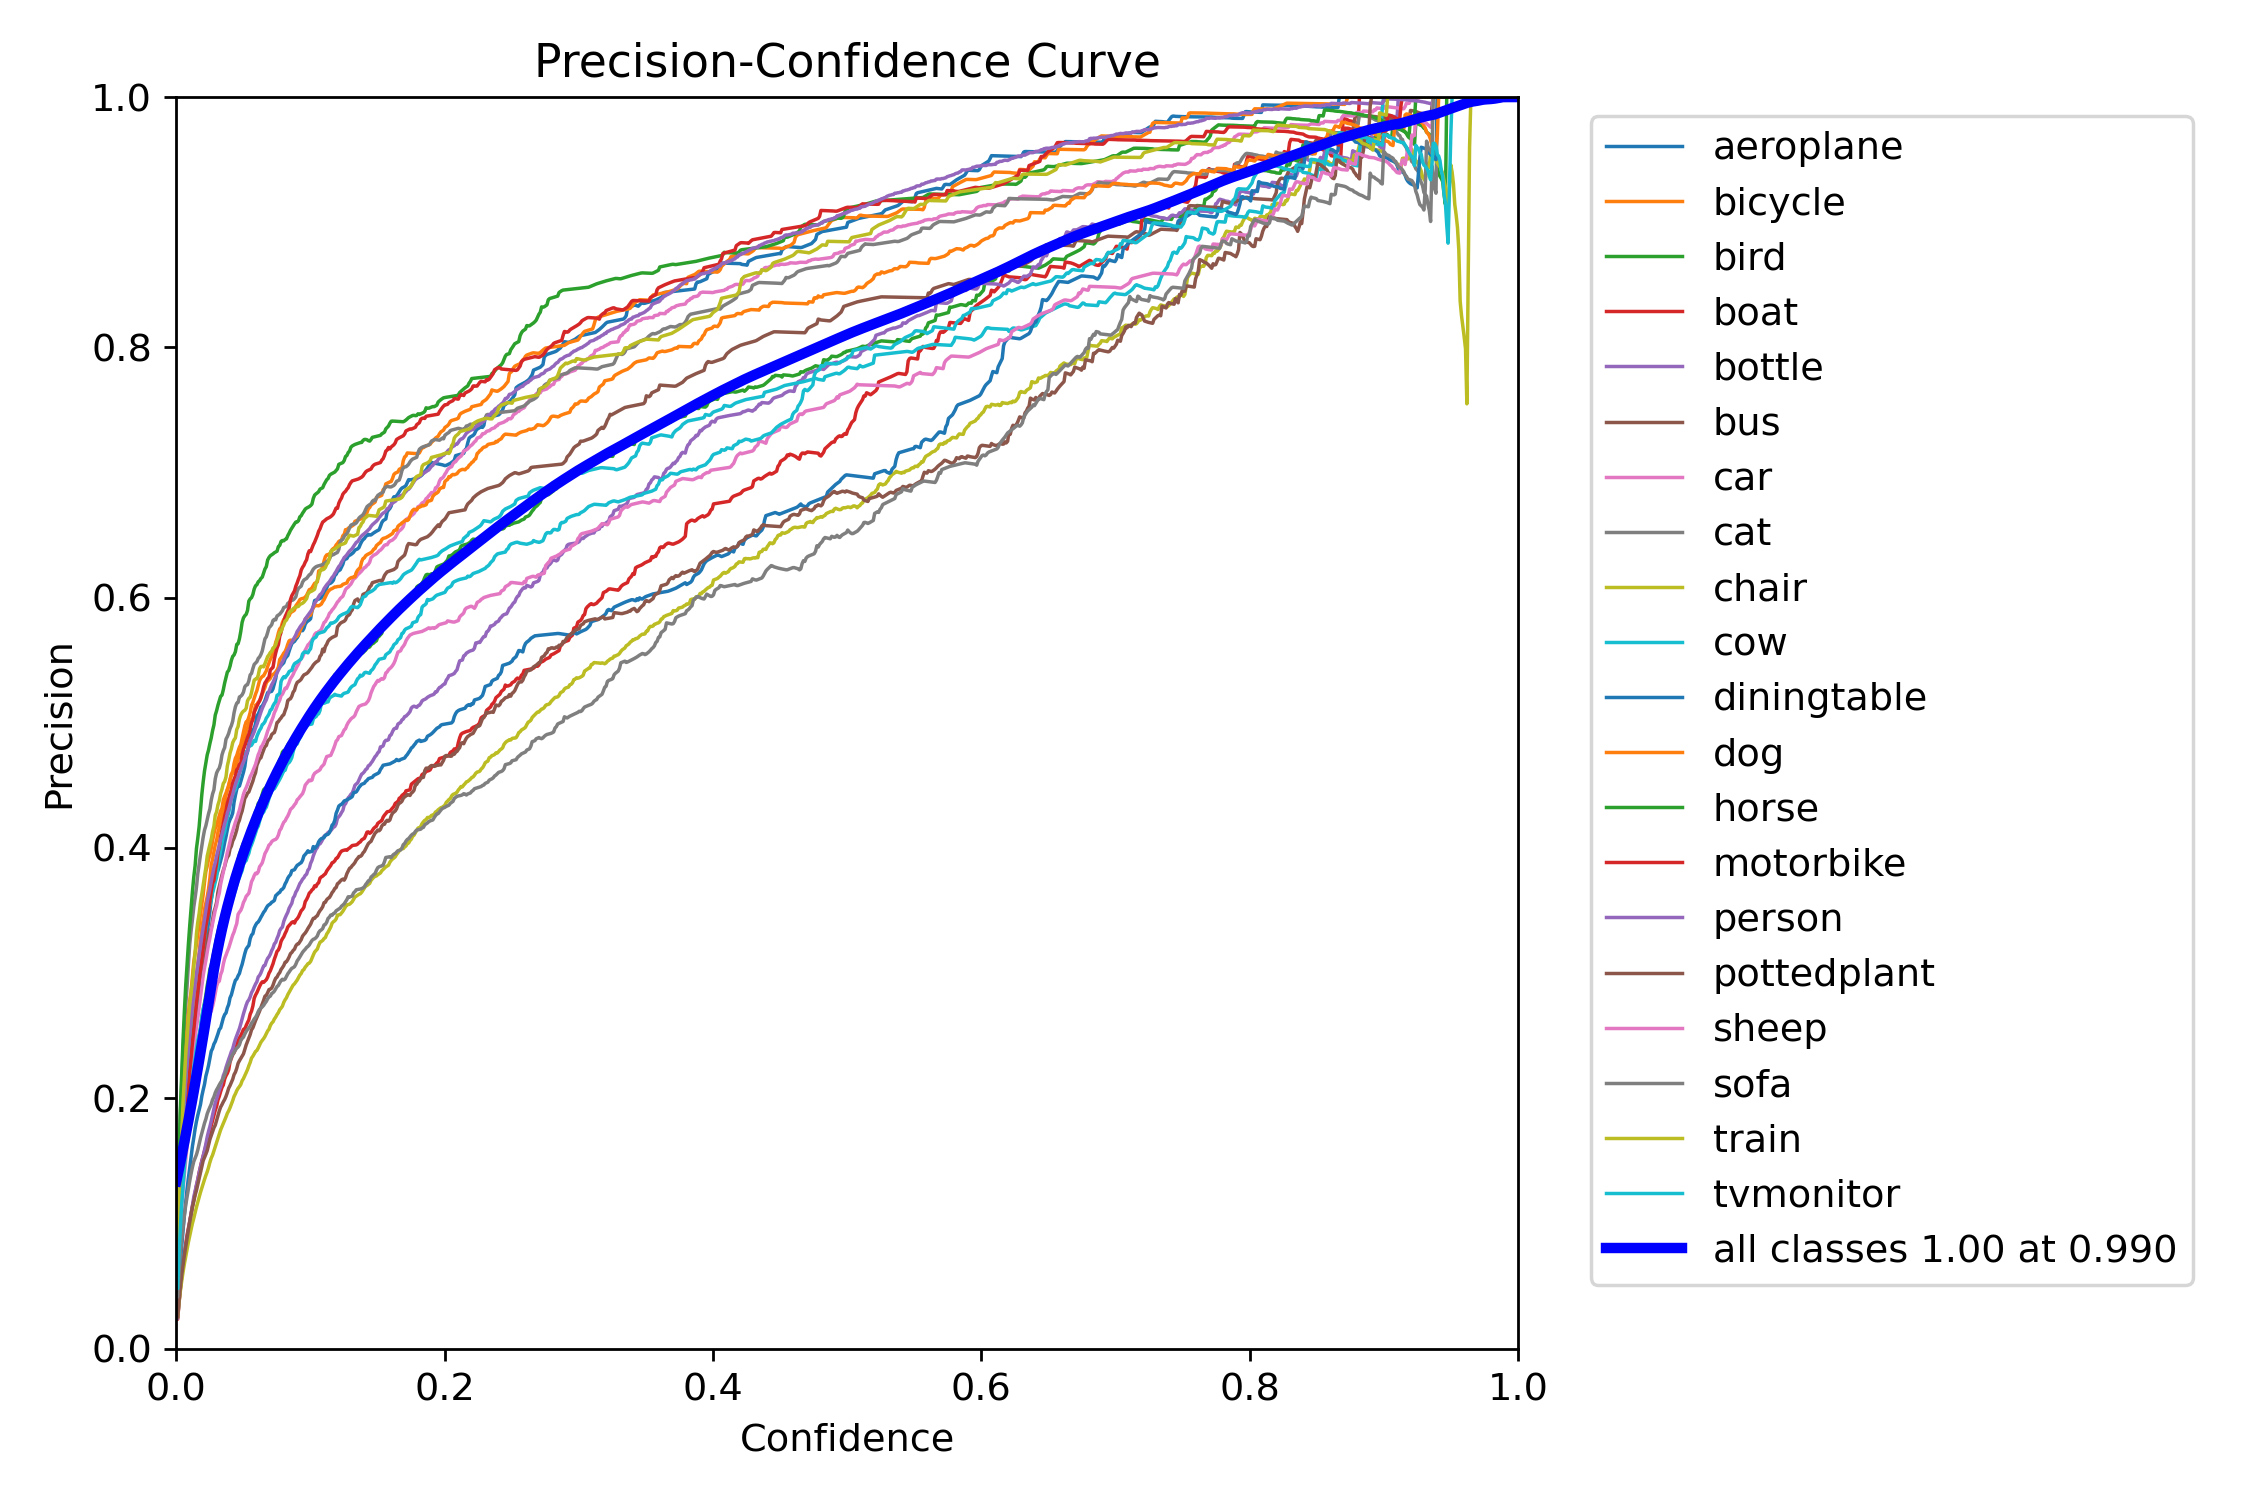 Precision-Confidence Curve
1.0
0.8
0.6
0.4
0.2
0.0
Precision
0.0 0.2 0.4 0.6 0.8 1.0
Confidence
aeroplane
bicycle
bird
boat
bottle
bus
car
cat
chair
cow
diningtable
dog
horse
motorbike
person
pottedplant
sheep
sofa
train
tvmonitor
all classes 1.00 at 0.990